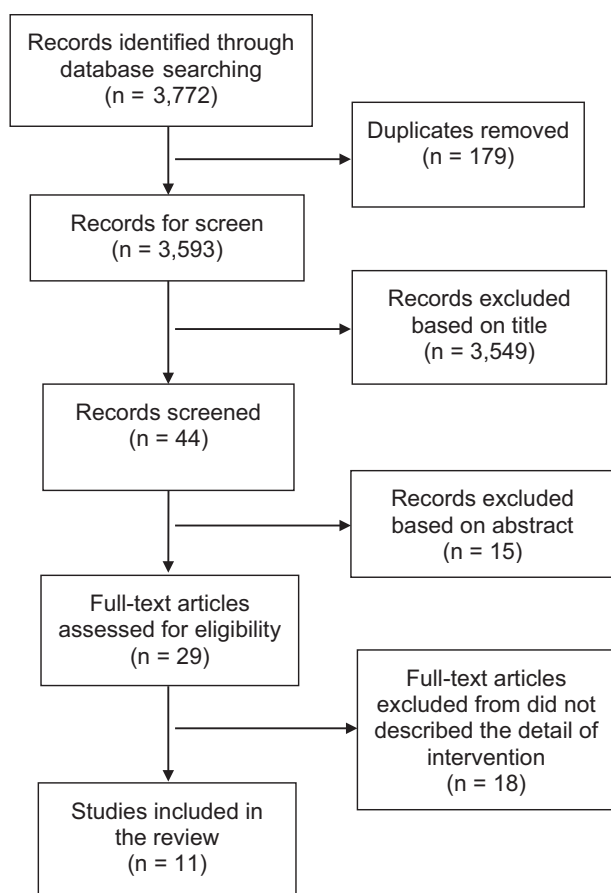 Records identified through
database searching
(n = 3,772)
Duplicates removed
(n = 179)
Records for screen
(n = 3,593)
Records excluded
based on title
(n = 3,549)
Records screened
(n = 44)
Records excluded
based on abstract
(n = 15)
Full-text articles
assessed for eligibility
(n = 29)
Full-text articles
excluded from did not
described the detail of
intervention
(n = 18)
Studies included in
the review
(n = 11)